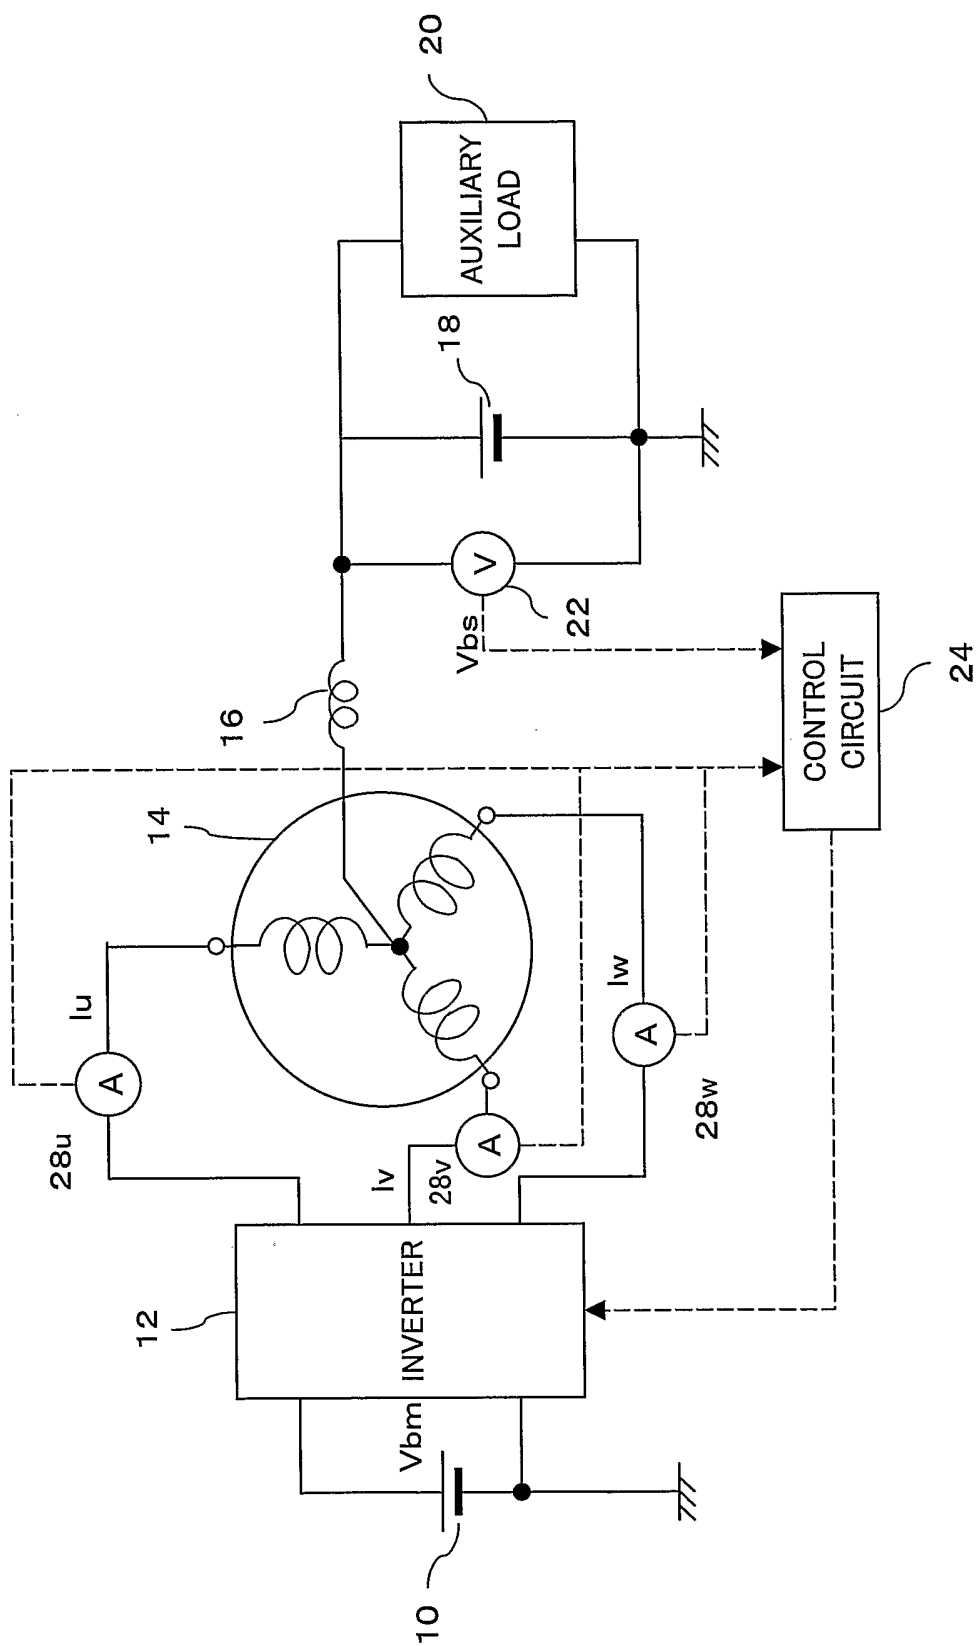 20
AUXILIARY
LOAD
18
V
22
Vbs
16
CONTROL
CIRCUIT
24
14
Iu
A
28u
Iw
A
28w
A
Iv
28v
12
INVERTER
Vbm
10